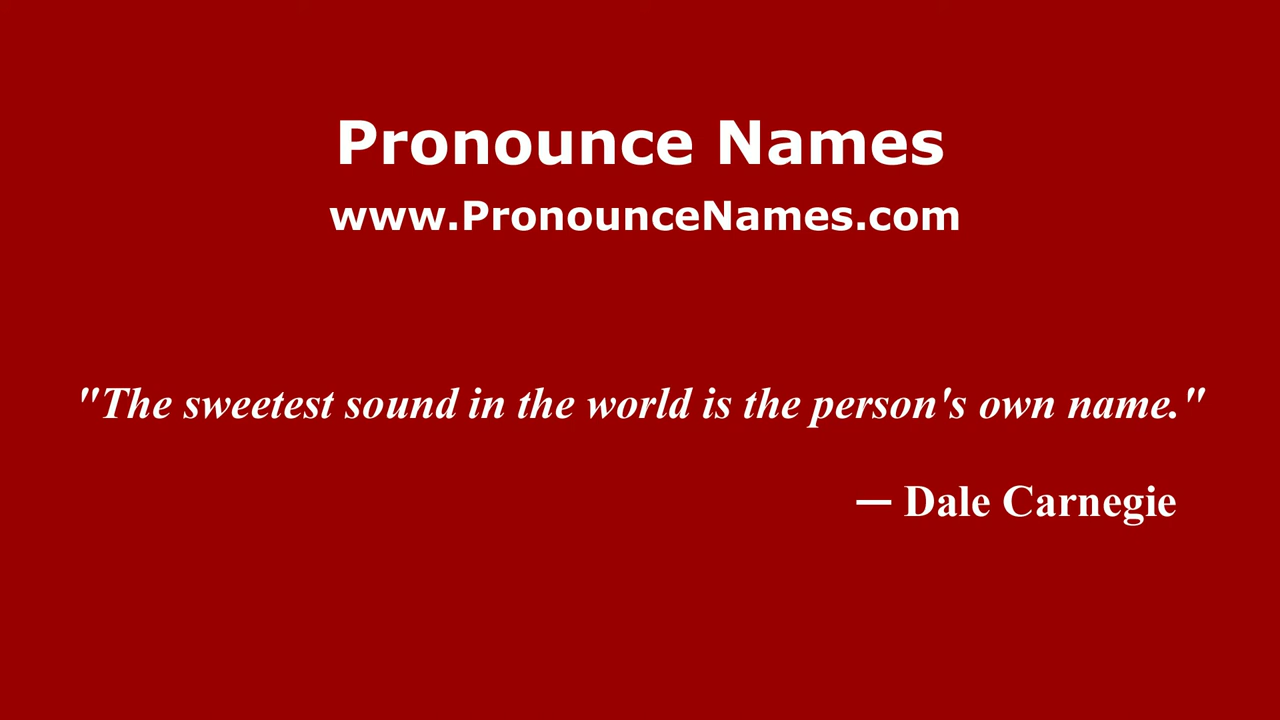 Pronounce Names
www.PronounceNames.com
"The sweetest sound in the world is the person's own name."
— Dale Carnegie